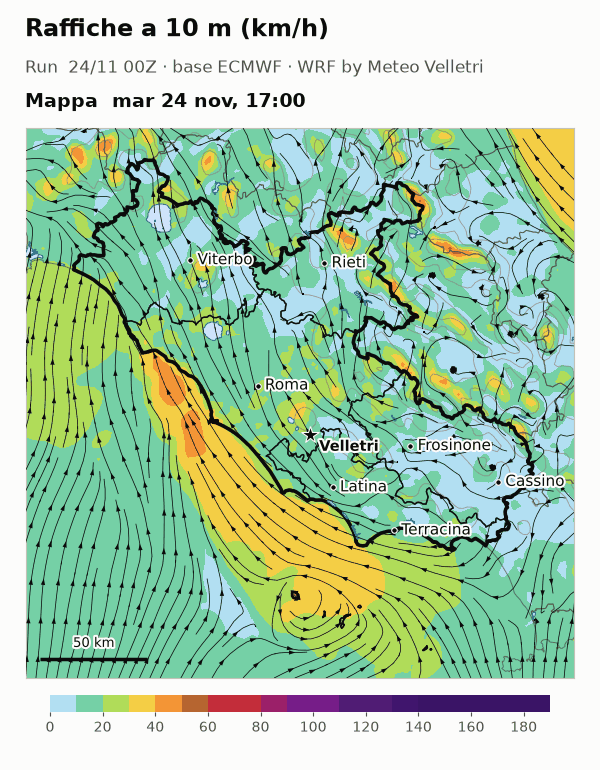 Raffiche a 10 m (km/h)
Run 24/11 00Z · base ECMWF · WRF by Meteo Velletri
Mappa mar 24 nov, 17:00
Viterbo
Rieti
Roma
Velletri
Frosinone
Cassino
Latina
Terracina
50 km
0 20 40 60 80 100 120 140 160 180